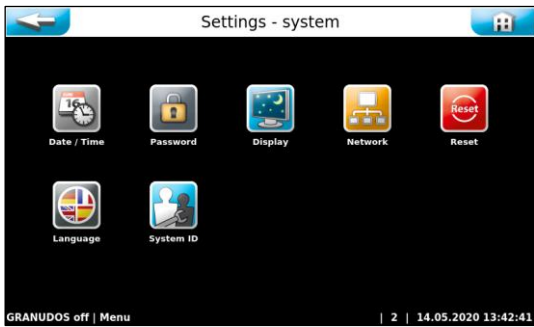 Settings - system
16
Reset
Date / Time Password Display Network Reset
Language System ID
GRANUDOS off | Menu | 2 | 14.05.2020 13:42:41